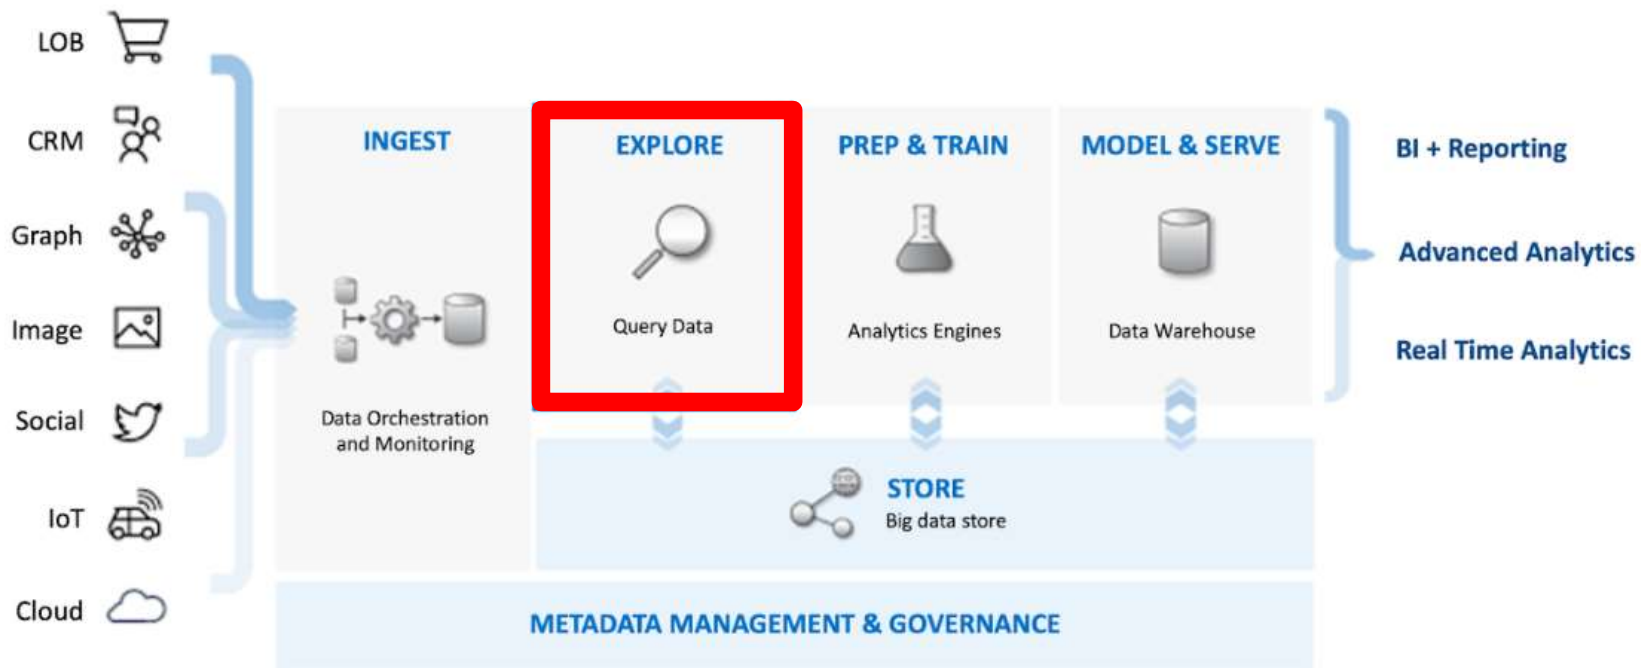 LOB
CRM
Graph
Image
Social
IoT
Cloud
INGEST
Data Orchestration
and Monitoring
EXPLORE
Query Data
PREP & TRAIN
Analytics Engines
MODEL & SERVE
Data Warehouse
STORE
Big data store
METADATA MANAGEMENT & GOVERNANCE
BI + Reporting
Advanced Analytics
Real Time Analytics